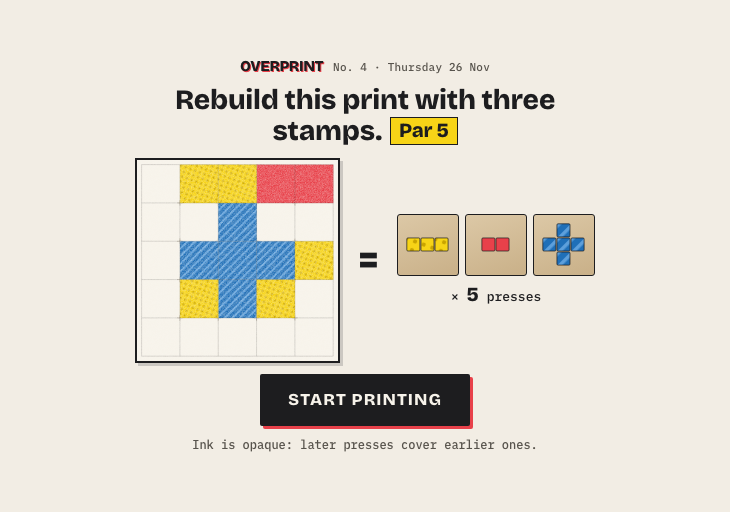 OVERPRINT No. 4 · Thursday 26 Nov
Rebuild this print with three
stamps. Par 5
=
× 5 presses
START PRINTING
Ink is opaque: later presses cover earlier ones.